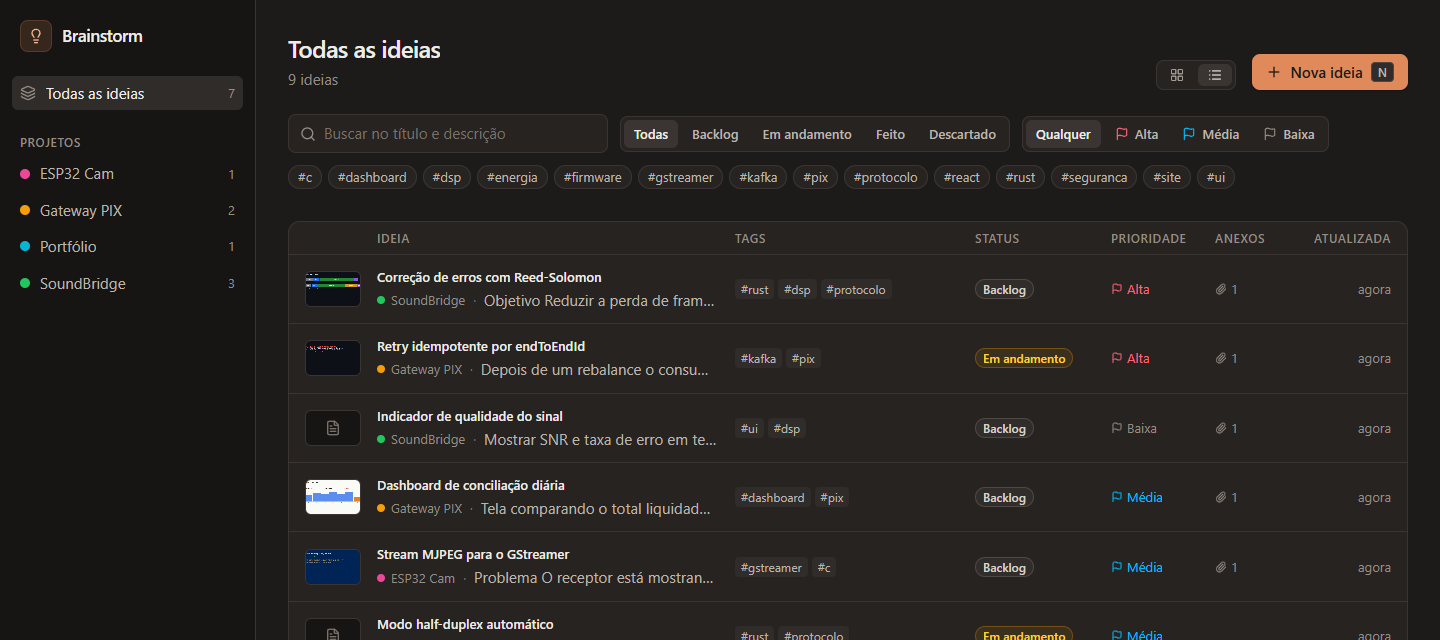 Brainstorm
Todas as ideias 7
PROJETOS
ESP32 Cam 1
Gateway PIX 2
Portfólio 1
SoundBridge 3
Todas as ideias
9 ideias
Nova ideia N
Buscar no título e descrição
Todas Backlog Em andamento Feito Descartado
Qualquer Alta Média Baixa
#c #dashboard #dsp #energia #firmware #gstreamer #kafka #pix #protocolo #react #rust #seguranca #site #ui
IDEIA TAGS STATUS PRIORIDADE ANEXOS ATUALIZADA
Correção de erros com Reed-Solomon
SoundBridge · Objetivo Reduzir a perda de fram...
#rust #dsp #protocolo Backlog Alta 1 agora
Retry idempotente por endToEndId
Gateway PIX · Depois de um rebalance o consu...
#kafka #pix Em andamento Alta 1 agora
Indicador de qualidade do sinal
SoundBridge · Mostrar SNR e taxa de erro em te...
#ui #dsp Backlog Baixa 1 agora
Dashboard de conciliação diária
Gateway PIX · Tela comparando o total liquidad...
#dashboard #pix Backlog Média 1 agora
Stream MJPEG para o GStreamer
ESP32 Cam · Problema O receptor está mostran...
#gstreamer #c Backlog Média 1 agora
Modo half-duplex automático
#rust #protocolo Em andamento Média 1 agora